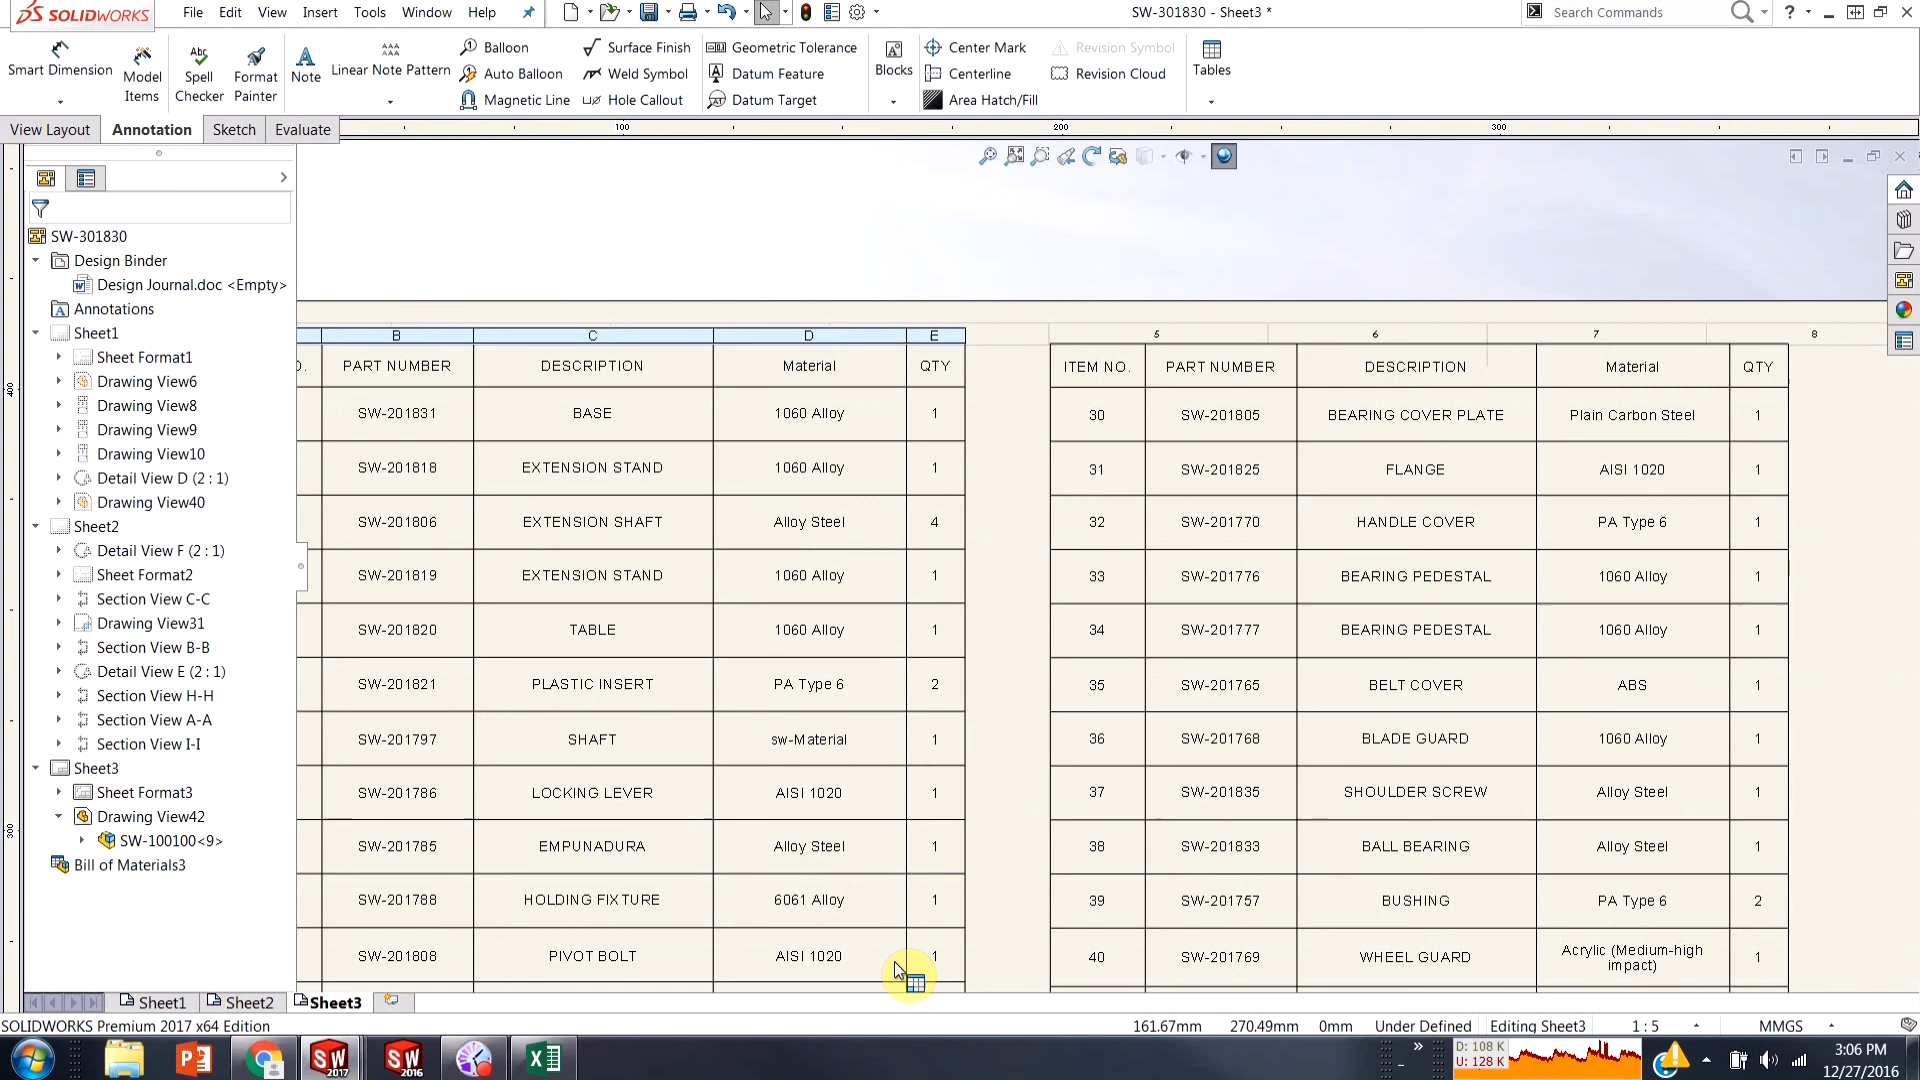 SOLIDWORKS File Edit View Insert Tools Window Help SW-301830 - Sheet3 * Search Commands ?
Smart Dimension
Model Items
Spell Checker
Format Painter
Note
Linear Note Pattern
Balloon
Auto Balloon
Magnetic Line
Surface Finish
Weld Symbol
Hole Callout
Geometric Tolerance
Datum Feature
Datum Target
Blocks
Center Mark
Centerline
Area Hatch/Fill
Revision Symbol
Revision Cloud
Tables
View Layout Annotation Sketch Evaluate
100 200 300
SW-301830
Design Binder
Design Journal.doc <Empty>
Annotations
Sheet1
Sheet Format1
Drawing View6
Drawing View8
Drawing View9
Drawing View10
Detail View D (2 : 1)
Drawing View40
Sheet2
Detail View F (2 : 1)
Sheet Format2
Section View C-C
Drawing View31
Section View B-B
Detail View E (2 : 1)
Section View H-H
Section View A-A
Section View I-I
Sheet3
Sheet Format3
Drawing View42
SW-100100<9>
Bill of Materials3
400
300
B C D E
O. PART NUMBER DESCRIPTION Material QTY
SW-201831 BASE 1060 Alloy 1
SW-201818 EXTENSION STAND 1060 Alloy 1
SW-201806 EXTENSION SHAFT Alloy Steel 4
SW-201819 EXTENSION STAND 1060 Alloy 1
SW-201820 TABLE 1060 Alloy 1
SW-201821 PLASTIC INSERT PA Type 6 2
SW-201797 SHAFT sw-Material 1
SW-201786 LOCKING LEVER AISI 1020 1
SW-201785 EMPUNADURA Alloy Steel 1
SW-201788 HOLDING FIXTURE 6061 Alloy 1
SW-201808 PIVOT BOLT AISI 1020 1
5 6 7 8
ITEM NO. PART NUMBER DESCRIPTION Material QTY
30 SW-201805 BEARING COVER PLATE Plain Carbon Steel 1
31 SW-201825 FLANGE AISI 1020 1
32 SW-201770 HANDLE COVER PA Type 6 1
33 SW-201776 BEARING PEDESTAL 1060 Alloy 1
34 SW-201777 BEARING PEDESTAL 1060 Alloy 1
35 SW-201765 BELT COVER ABS 1
36 SW-201768 BLADE GUARD 1060 Alloy 1
37 SW-201835 SHOULDER SCREW Alloy Steel 1
38 SW-201833 BALL BEARING Alloy Steel 1
39 SW-201757 BUSHING PA Type 6 2
40 SW-201769 WHEEL GUARD Acrylic (Medium-high impact) 1
Sheet1 Sheet2 Sheet3
SOLIDWORKS Premium 2017 x64 Edition 161.67mm 270.49mm 0mm Under Defined Editing Sheet3 1 : 5 MMGS
SW 2017 SW 2016
D: 108 K
U: 128 K
3:06 PM
12/27/2016